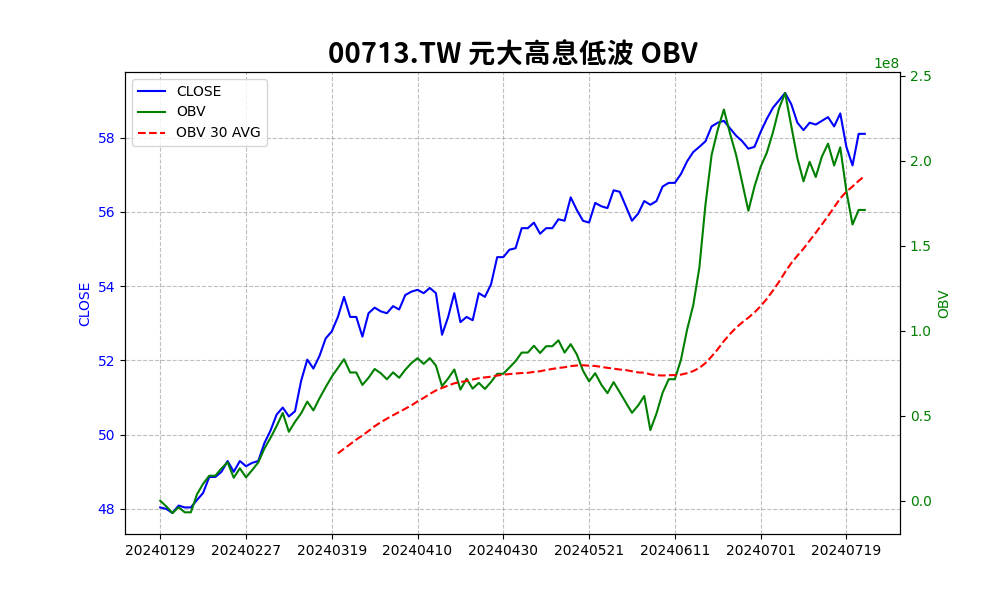 00713.TW 元大高息低波 OBV
1e8
CLOSE
OBV
OBV 30 AVG
58
56
54
52
50
48
CLOSE
2.5
2.0
1.5
1.0
0.5
0.0
OBV
20240129 20240227 20240319 20240410 20240430 20240521 20240611 20240701 20240719